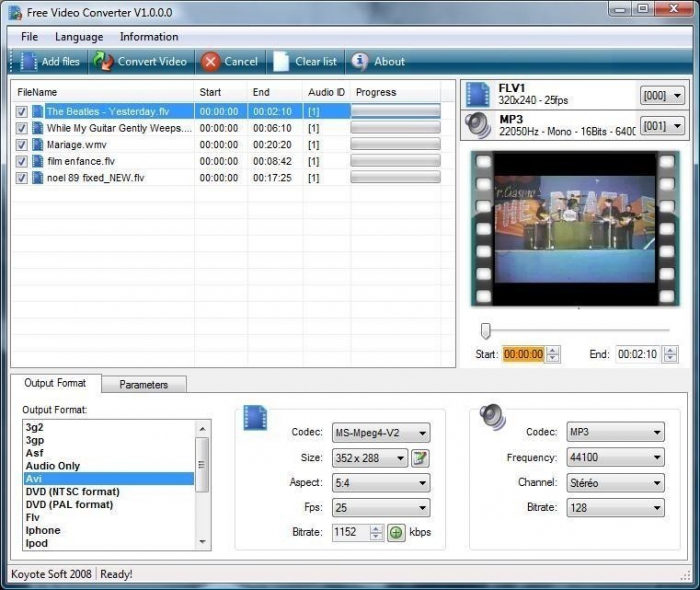 Free Video Converter V1.0.0.0
File Language Information
Add files Convert Video Cancel Clear list About
FileName Start End Audio ID Progress
The Beatles - Yesterday.flv 00:00:00 00:02:10 [1]
While My Guitar Gently Weeps.... 00:00:00 00:06:10 [1]
Mariage.wmv 00:00:00 00:20:20 [1]
film enfance.flv 00:00:00 00:08:42 [1]
noel 89 fixed_NEW.flv 00:00:00 00:17:25 [1]
FLV1
320x240 - 25fps
[000]
MP3
22050Hz - Mono - 16Bits - 6400
[001]
THE BEATLES
Start: 00:00:00 End: 00:02:10
Output Format Parameters
Output Format:
3g2
3gp
Asf
Audio Only
Avi
DVD (NTSC format)
DVD (PAL format)
Flv
Iphone
Ipod
Codec: MS-Mpeg4-V2
Size: 352 x 288
Aspect: 5:4
Fps: 25
Bitrate: 1152 kbps
Codec: MP3
Frequency: 44100
Channel: Stéréo
Bitrate: 128
Koyote Soft 2008 Ready!